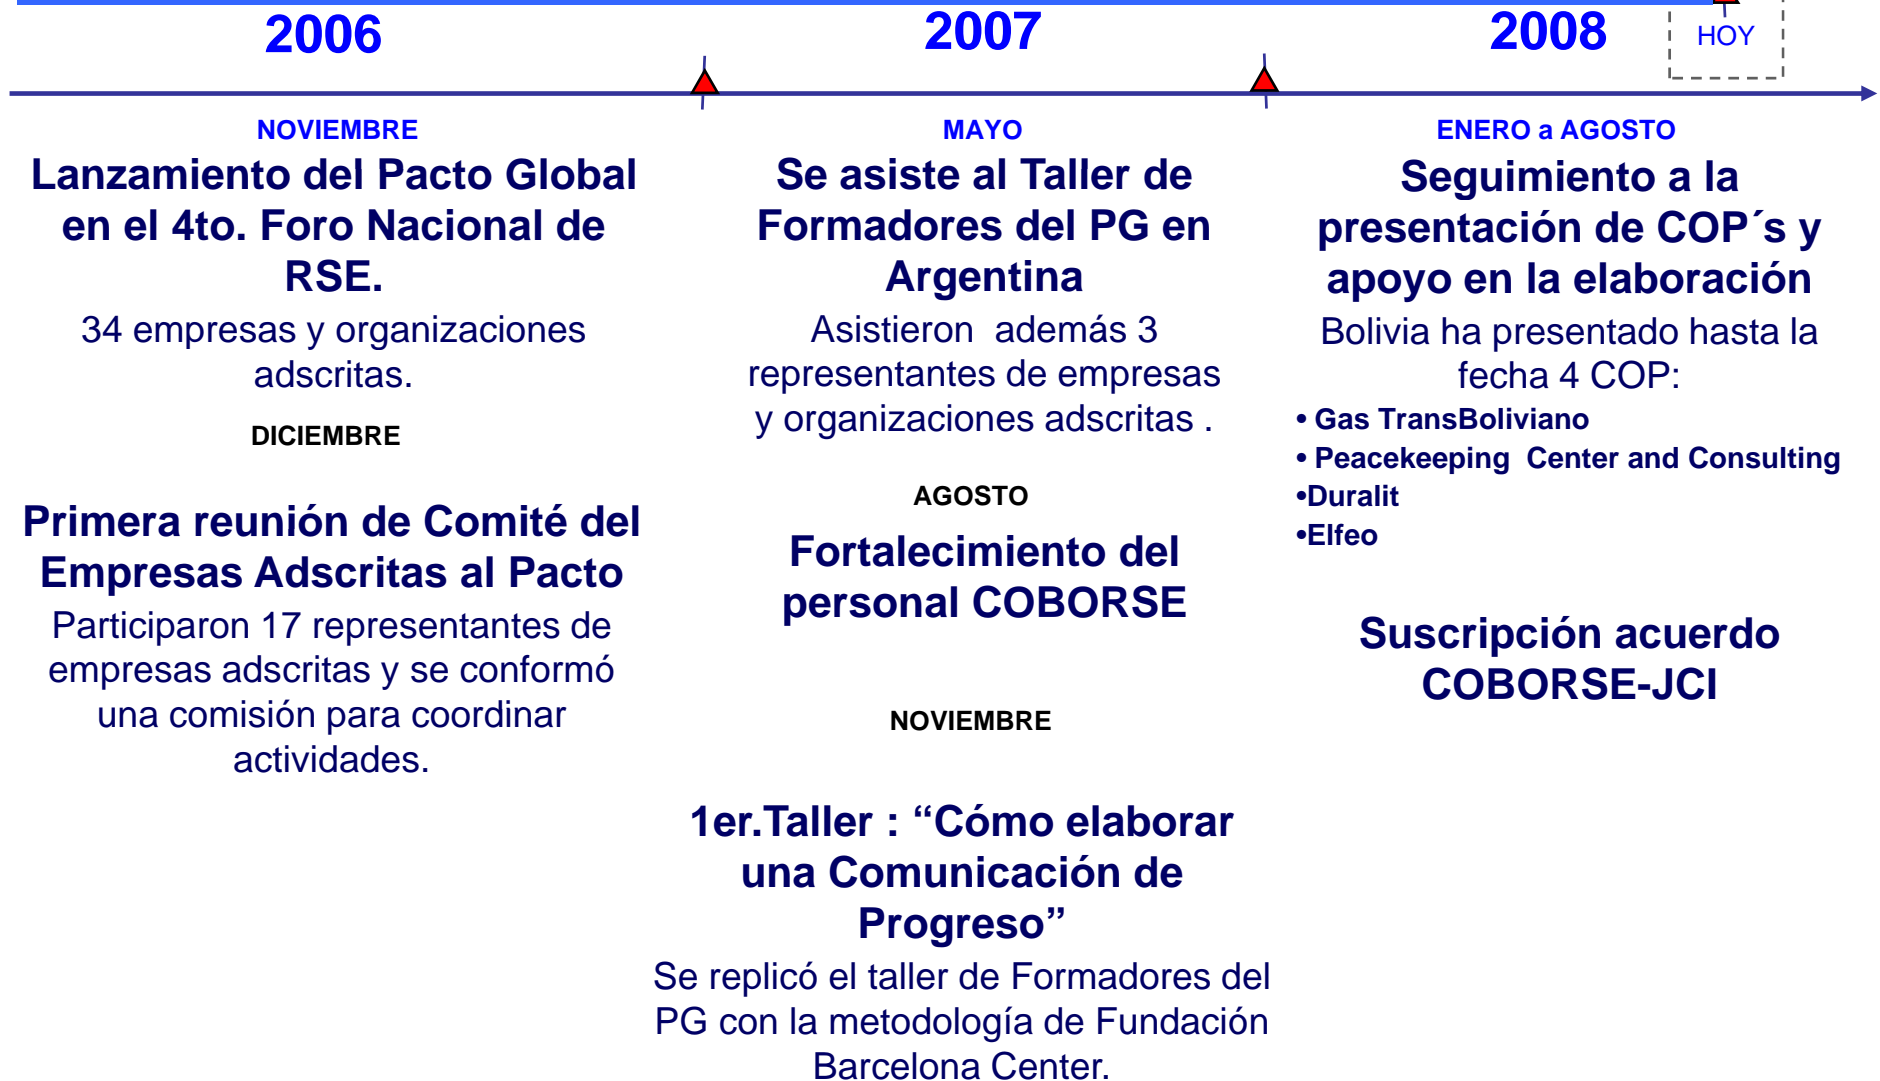 2006
NOVIEMBRE
Lanzamiento del Pacto Global
en el 4to. Foro Nacional de
RSE.
34 empresas y organizaciones
adscritas.
DICIEMBRE
Primera reunión de Comité del
Empresas Adscritas al Pacto
Participaron 17 representantes de
empresas adscritas y se conformó
una comisión para coordinar
actividades.
2007
MAYO
Se asiste al Taller de
Formadores del PG en
Argentina
Asistieron además 3
representantes de empresas
y organizaciones adscritas .
AGOSTO
Fortalecimiento del
personal COBORSE
NOVIEMBRE
1er.Taller : “Cómo elaborar
una Comunicación de
Progreso”
Se replicó el taller de Formadores del
PG con la metodología de Fundación
Barcelona Center.
2008
HOY
ENERO a AGOSTO
Seguimiento a la
presentación de COP´s y
apoyo en la elaboración
Bolivia ha presentado hasta la
fecha 4 COP:
• Gas TransBoliviano
• Peacekeeping Center and Consulting
•Duralit
•Elfeo
Suscripción acuerdo
COBORSE-JCI